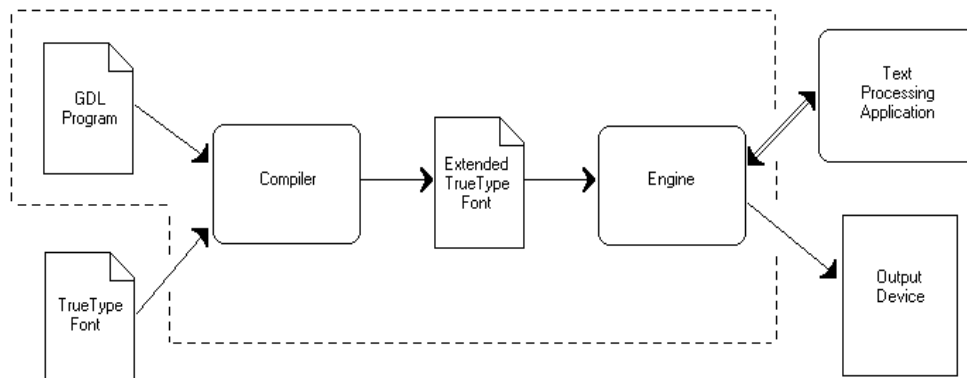 GDL
Program
Compiler
TrueType
Font
Extended
TrueType
Font
Engine
Text
Processing
Application
Output
Device